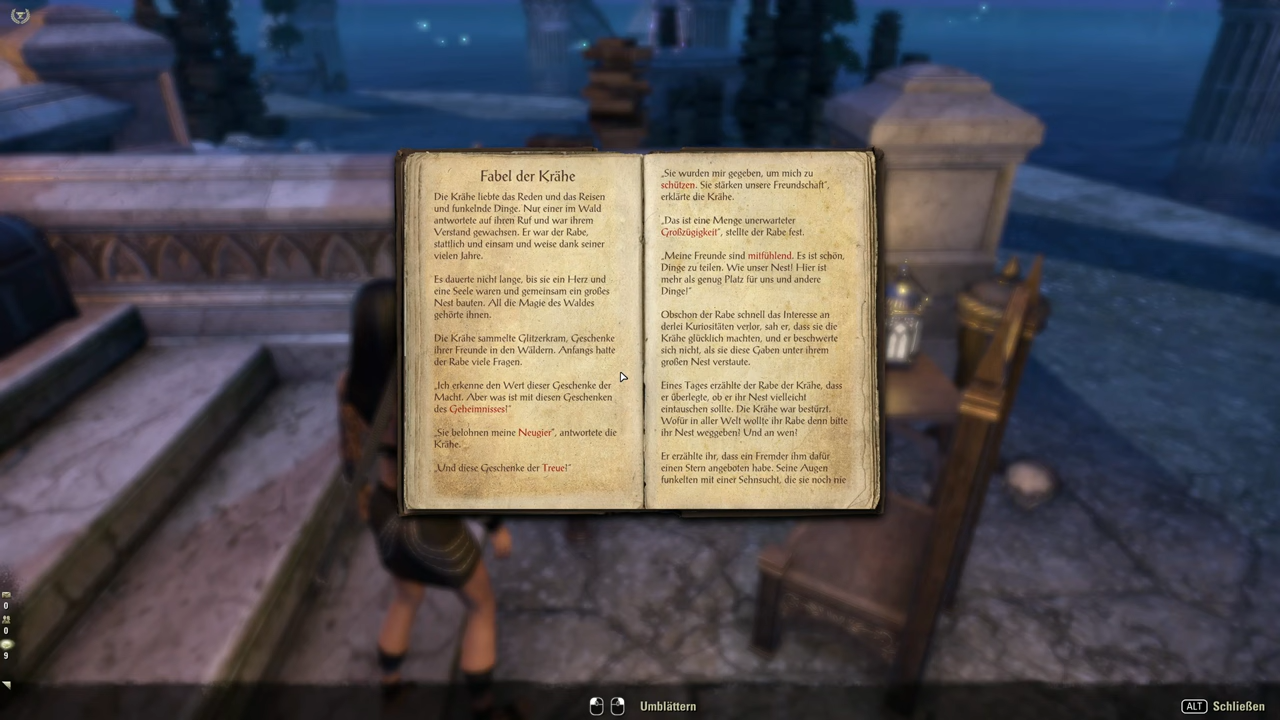 Fabel der Krähe
Die Krähe liebte das Reden und das Reisen
und funkelnde Dinge. Nur einer im Wald
antwortete auf ihren Ruf und war ihrem
Verstand gewachsen. Er war der Rabe,
stattlich und einsam und weise dank seiner
vielen Jahre.
Es dauerte nicht lange, bis sie ein Herz und
eine Seele waren und gemeinsam ein großes
Nest bauten. All die Magie des Waldes
gehörte ihnen.
Die Krähe sammelte Glitzerkram, Geschenke
ihrer Freunde in den Wäldern. Anfangs hatte
der Rabe viele Fragen.
„Ich erkenne den Wert dieser Geschenke der
Macht. Aber was ist mit diesen Geschenken
des Geheimnisses?“
„Sie belohnen meine Neugier“, antwortete die
Krähe.
„Und diese Geschenke der Treue?“
„Sie wurden mir gegeben, um mich zu
schützen. Sie stärken unsere Freundschaft“,
erklärte die Krähe.
„Das ist eine Menge unerwarteter
Großzügigkeit“, stellte der Rabe fest.
„Meine Freunde sind mitfühlend. Es ist schön,
Dinge zu teilen. Wie unser Nest! Hier ist
mehr als genug Platz für uns und andere
Dinge!“
Obschon der Rabe schnell das Interesse an
derlei Kuriositäten verlor, sah er, dass sie die
Krähe glücklich machten, und er beschwerte
sich nicht, als sie diese Gaben unter ihrem
großen Nest verstaute.
Eines Tages erzählte der Rabe der Krähe, dass
er überlegte, ob er ihr Nest vielleicht
eintauschen sollte. Die Krähe war bestürzt.
Wofür in aller Welt wollte ihr Rabe denn bitte
ihr Nest weggeben? Und an wen?
Er erzählte ihr, dass ein Fremder ihm dafür
einen Stern angeboten habe. Seine Augen
funkelten mit einer Sehnsucht, die sie noch nie
0
0
9
Umblättern
ALT Schließen